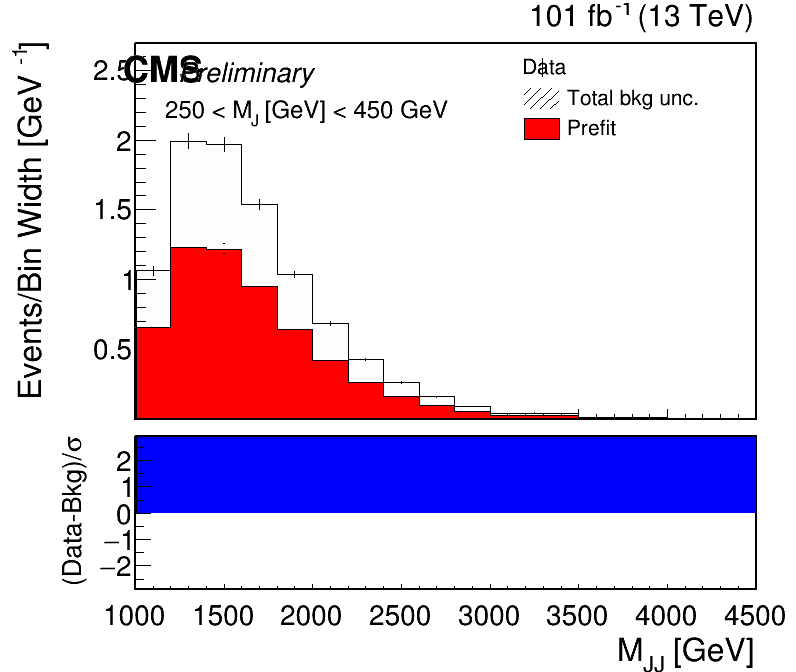 101 fb-1 (13 TeV)
CMS Preliminary
250 < MJ [GeV] < 450 GeV
Data
Total bkg unc.
Prefit
Events/Bin Width [GeV-1]
2.5
2
1.5
1
0.5
(Data-Bkg)/σ
2
1
0
−1
−2
1000 1500 2000 2500 3000 3500 4000 4500
MJJ [GeV]